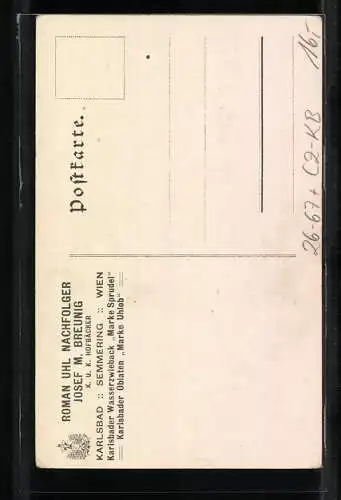 Postkarte.
ROMAN UHL NACHFOLGER
JOSEF M. BREUNIG
K. U. K. HOFBÄCKER
KARLSBAD :: SEMMERING :: WIEN
Karlsbader Wasserzwieback „Marke Sprudel"
Karlsbader Oblaten „Marke Uhlob"
16,-
26-67+ C2-KB